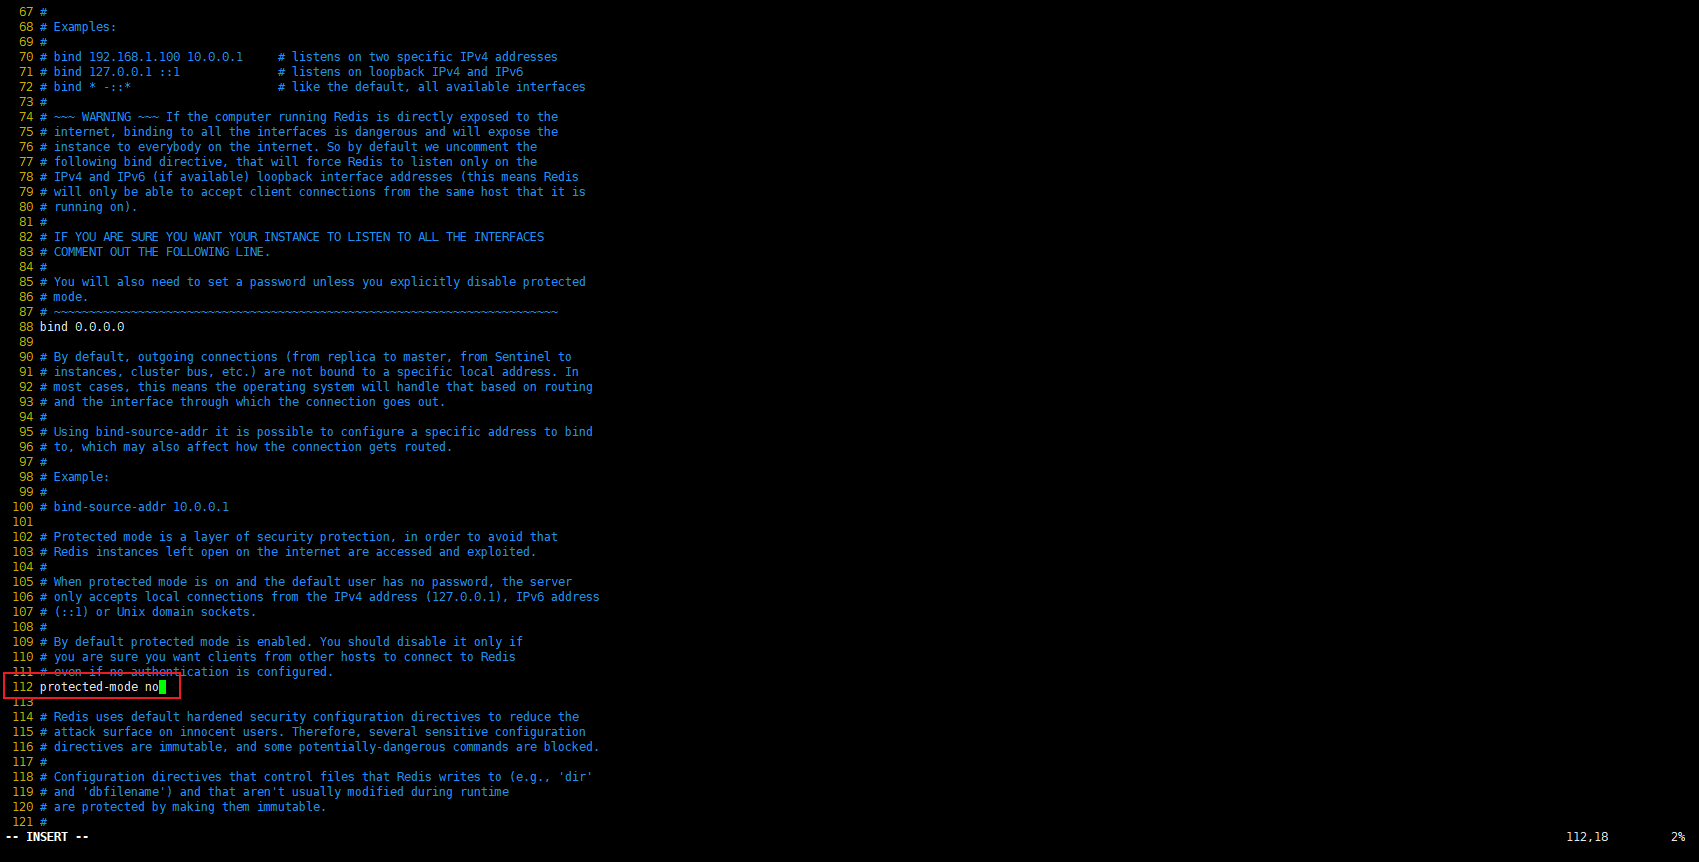 67 #
68 # Examples:
69 #
70 # bind 192.168.1.100 10.0.0.1     # listens on two specific IPv4 addresses
71 # bind 127.0.0.1 ::1              # listens on loopback IPv4 and IPv6
72 # bind * -::*                     # like the default, all available interfaces
73 #
74 # ~~~ WARNING ~~~ If the computer running Redis is directly exposed to the
75 # internet, binding to all the interfaces is dangerous and will expose the
76 # instance to everybody on the internet. So by default we uncomment the
77 # following bind directive, that will force Redis to listen only on the
78 # IPv4 and IPv6 (if available) loopback interface addresses (this means Redis
79 # will only be able to accept client connections from the same host that it is
80 # running on).
81 #
82 # IF YOU ARE SURE YOU WANT YOUR INSTANCE TO LISTEN TO ALL THE INTERFACES
83 # COMMENT OUT THE FOLLOWING LINE.
84 #
85 # You will also need to set a password unless you explicitly disable protected
86 # mode.
87 # ~~~~~~~~~~~~~~~~~~~~~~~~~~~~~~~~~~~~~~~~~~~~~~~~~~~~~~~~~~~~~~~~~~~~~~~~
88 bind 0.0.0.0
89
90 # By default, outgoing connections (from replica to master, from Sentinel to
91 # instances, cluster bus, etc.) are not bound to a specific local address. In
92 # most cases, this means the operating system will handle that based on routing
93 # and the interface through which the connection goes out.
94 #
95 # Using bind-source-addr it is possible to configure a specific address to bind
96 # to, which may also affect how the connection gets routed.
97 #
98 # Example:
99 #
100 # bind-source-addr 10.0.0.1
101
102 # Protected mode is a layer of security protection, in order to avoid that
103 # Redis instances left open on the internet are accessed and exploited.
104 #
105 # When protected mode is on and the default user has no password, the server
106 # only accepts local connections from the IPv4 address (127.0.0.1), IPv6 address
107 # (::1) or Unix domain sockets.
108 #
109 # By default protected mode is enabled. You should disable it only if
110 # you are sure you want clients from other hosts to connect to Redis
111 # even if no authentication is configured.
112 protected-mode no
113
114 # Redis uses default hardened security configuration directives to reduce the
115 # attack surface on innocent users. Therefore, several sensitive configuration
116 # directives are immutable, and some potentially-dangerous commands are blocked.
117 #
118 # Configuration directives that control files that Redis writes to (e.g., 'dir'
119 # and 'dbfilename') and that aren't usually modified during runtime
120 # are protected by making them immutable.
121 #
-- INSERT --                    112,18        2%